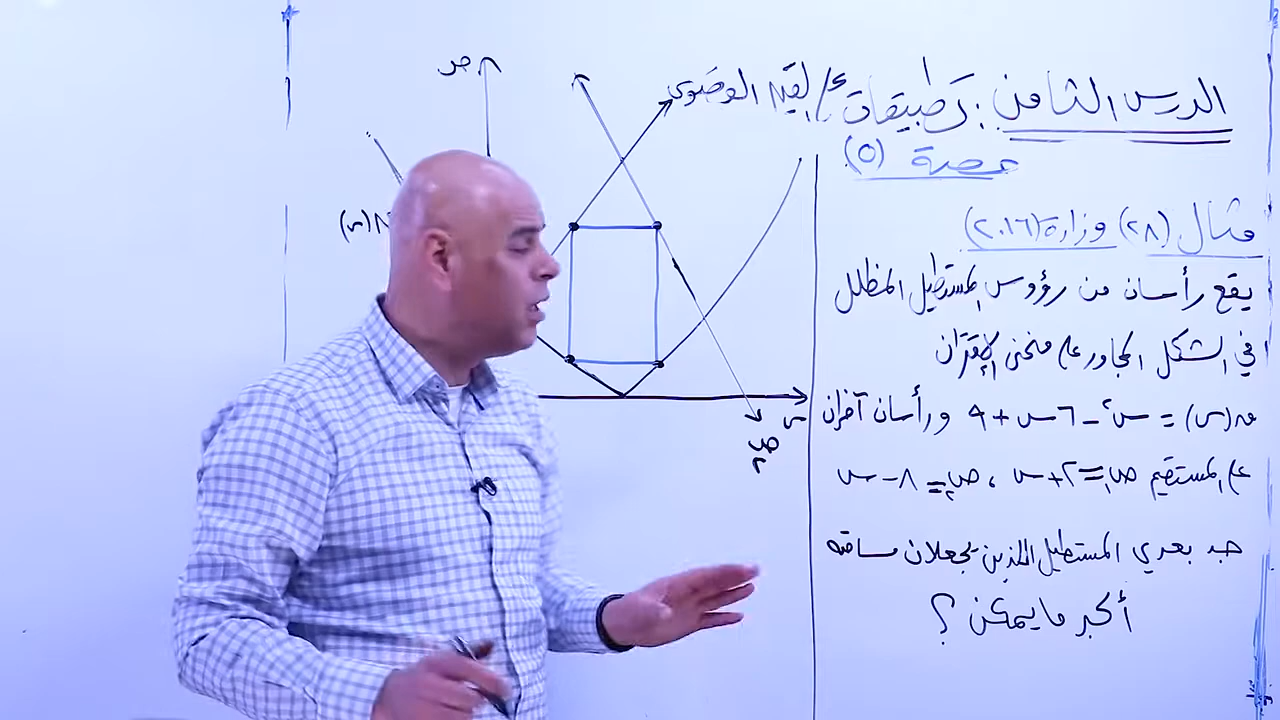 الدرس الثامن : تطبيقات ع/ القيم القصوى
حصة (٥)
مثال (٢٨) وزارة (٢٠١٦)
يقع رأسان من رؤوس المستطيل المظلل
في الشكل المجاور على منحنى الإقتران
ق(س) = س² - ٦س + ٩ ورأسان آخران
على المستقيم ص١ = ٢ + س ، ص٢ = ٨ - س
جد بعدي المستطيل اللذين يجعلان مساحته
أكبر ما يمكن ؟
ص
(س)
س
ص٢